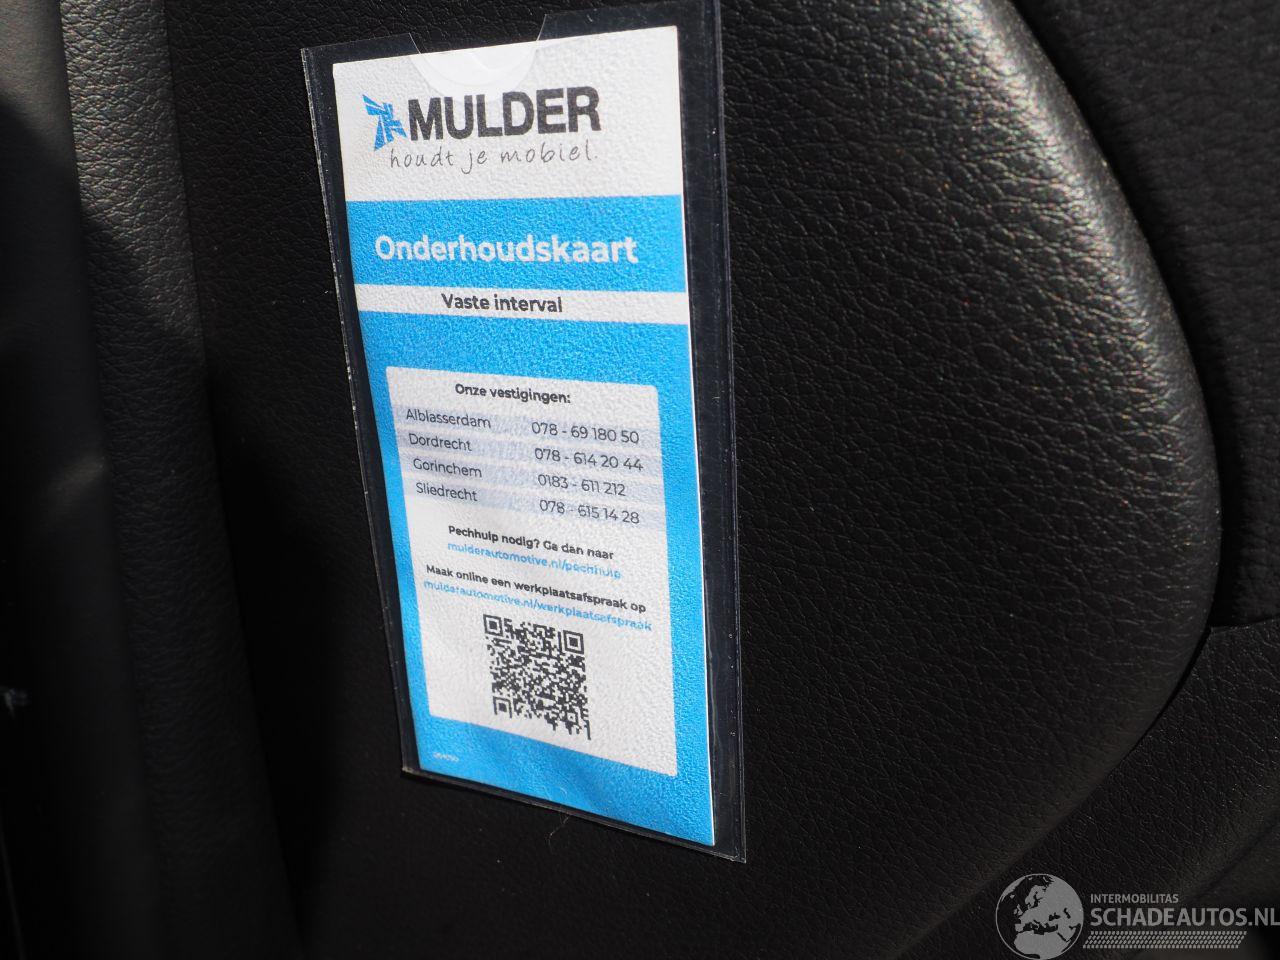 MULDER
houdt je mobiel.
Onderhoudskaart
Vaste interval
Onze vestigingen:
Alblasserdam 078 - 69 180 50
Dordrecht 078 - 614 20 44
Gorinchem 0183 - 611 212
Sliedrecht 078 - 615 14 28
Pechhulp nodig? Ga dan naar
mulderautomotive.nl/pechhulp
Maak online een werkplaatsafspraak op
mulderautomotive.nl/werkplaatsafspraak
INTERMOBILITAS
SCHADEAUTOS.NL